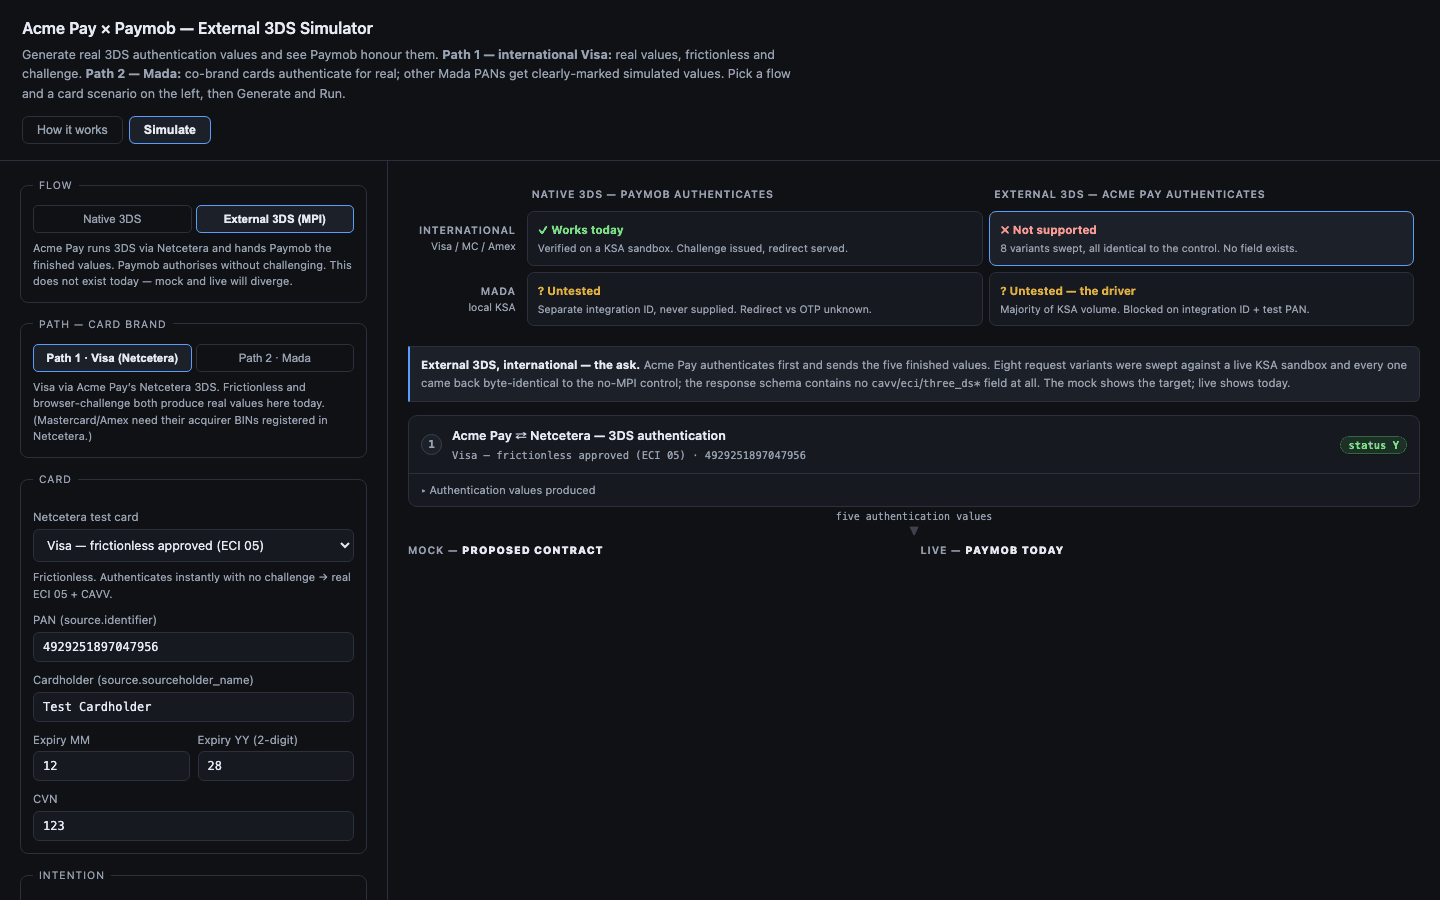 Acme Pay × Paymob — External 3DS Simulator
Generate real 3DS authentication values and see Paymob honour them. Path 1 — international Visa: real values, frictionless and
challenge. Path 2 — Mada: co-brand cards authenticate for real; other Mada PANs get clearly-marked simulated values. Pick a flow
and a card scenario on the left, then Generate and Run.
How it works
Simulate
FLOW
Native 3DS
External 3DS (MPI)
Acme Pay runs 3DS via Netcetera and hands Paymob the
finished values. Paymob authorises without challenging. This
does not exist today — mock and live will diverge.
PATH — CARD BRAND
Path 1 · Visa (Netcetera)
Path 2 · Mada
Visa via Acme Pay's Netcetera 3DS. Frictionless and
browser-challenge both produce real values here today.
(Mastercard/Amex need their acquirer BINs registered in
Netcetera.)
CARD
Netcetera test card
Visa — frictionless approved (ECI 05)
Frictionless. Authenticates instantly with no challenge → real
ECI 05 + CAVV.
PAN (source.identifier)
4929251897047956
Cardholder (source.sourceholder_name)
Test Cardholder
Expiry MM
Expiry YY (2-digit)
12
28
CVN
123
INTENTION
NATIVE 3DS — PAYMOB AUTHENTICATES
EXTERNAL 3DS — ACME PAY AUTHENTICATES
INTERNATIONAL
Visa / MC / Amex
✓ Works today
Verified on a KSA sandbox. Challenge issued, redirect served.
✕ Not supported
8 variants swept, all identical to the control. No field exists.
MADA
local KSA
? Untested
Separate integration ID, never supplied. Redirect vs OTP unknown.
? Untested — the driver
Majority of KSA volume. Blocked on integration ID + test PAN.
External 3DS, international — the ask. Acme Pay authenticates first and sends the five finished values. Eight request variants were swept against a live KSA sandbox and every one
came back byte-identical to the no-MPI control; the response schema contains no cavv/eci/three_ds* field at all. The mock shows the target; live shows today.
1
Acme Pay ⇄ Netcetera — 3DS authentication
Visa — frictionless approved (ECI 05) · 4929251897047956
status Y
▸ Authentication values produced
five authentication values
▼
MOCK — PROPOSED CONTRACT
LIVE — PAYMOB TODAY